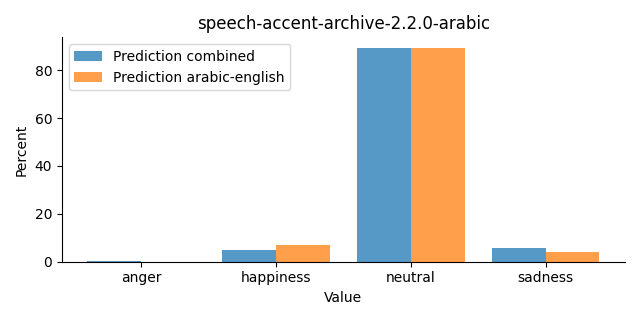 speech-accent-archive-2.2.0-arabic
Prediction combined
Prediction arabic-english
Percent
80
60
40
20
0
anger happiness neutral sadness
Value